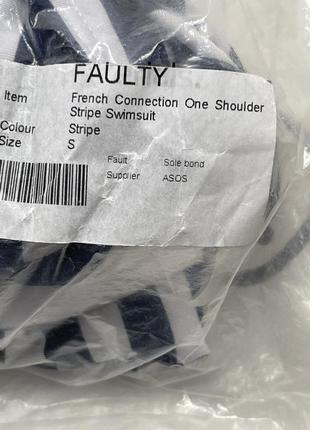 FAULTY
Item French Connection One Shoulder
Stripe Swimsuit
Colour Stripe
Size S
Fault Sole bond
Supplier ASOS